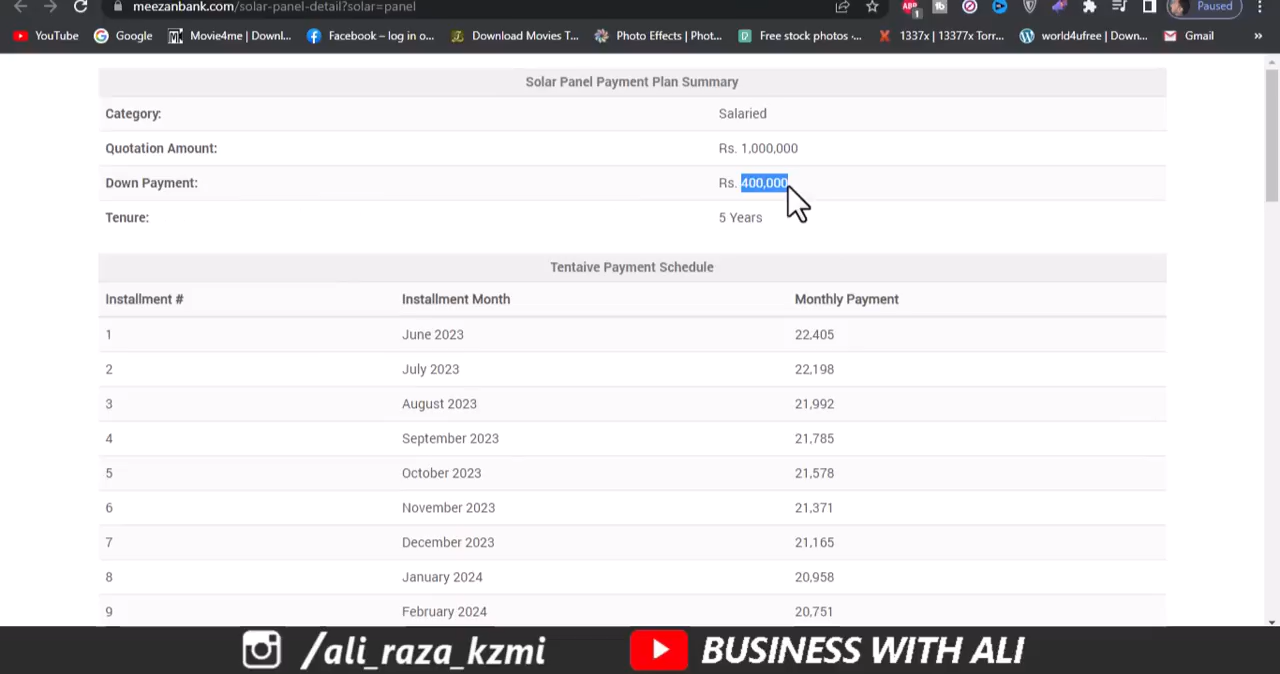 meezanbank.com/solar-panel-detail?solar=panel
ABP
1
Paused
YouTube
Google
Movie4me | Downl...
Facebook – log in o...
Download Movies T...
Photo Effects | Phot...
Free stock photos -...
1337x | 13377x Torr...
world4ufree | Down...
Gmail
»
Solar Panel Payment Plan Summary
Category: Salaried
Quotation Amount: Rs. 1,000,000
Down Payment: Rs. 400,000
Tenure: 5 Years
Tentaive Payment Schedule
Installment # Installment Month Monthly Payment
1 June 2023 22,405
2 July 2023 22,198
3 August 2023 21,992
4 September 2023 21,785
5 October 2023 21,578
6 November 2023 21,371
7 December 2023 21,165
8 January 2024 20,958
9 February 2024 20,751
/ali_raza_kzmi
BUSINESS WITH ALI